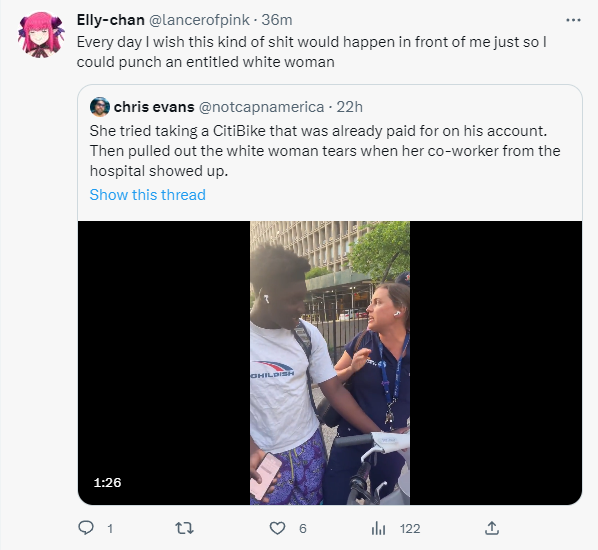 Elly-chan @lancerofpink · 36m
Every day I wish this kind of shit would happen in front of me just so I
could punch an entitled white woman
chris evans @notcapnamerica · 22h
She tried taking a CitiBike that was already paid for on his account.
Then pulled out the white woman tears when her co-worker from the
hospital showed up.
Show this thread
CHILDISH
1:26
1 6 122